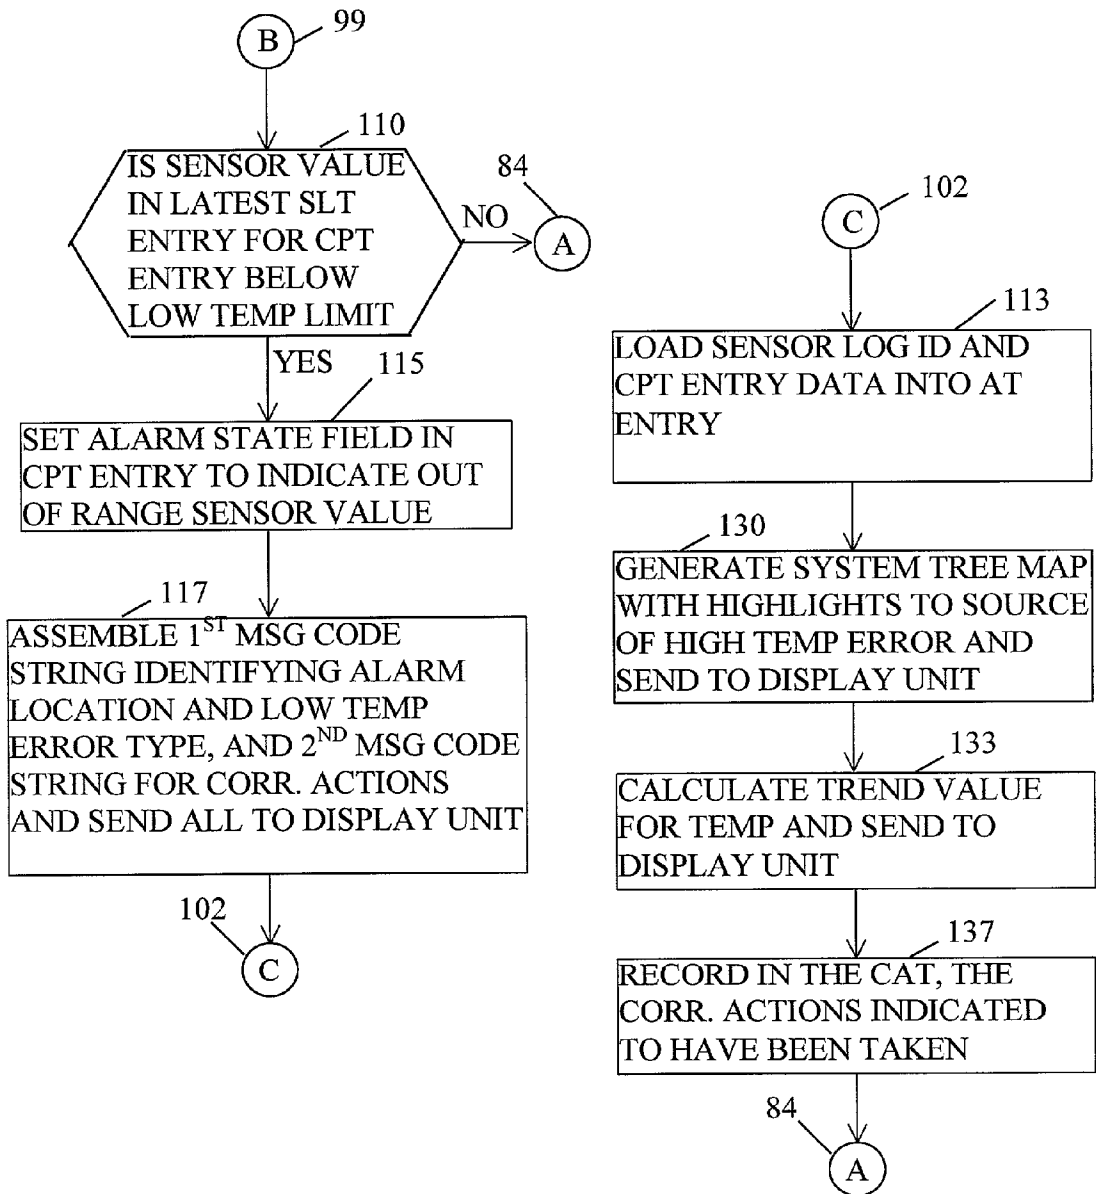 B
99
110
IS SENSOR VALUE
IN LATEST SLT
ENTRY FOR CPT
ENTRY BELOW
LOW TEMP LIMIT
NO
84
A
YES
115
SET ALARM STATE FIELD IN
CPT ENTRY TO INDICATE OUT
OF RANGE SENSOR VALUE
117
ASSEMBLE 1ST MSG CODE
STRING IDENTIFYING ALARM
LOCATION AND LOW TEMP
ERROR TYPE, AND 2ND MSG CODE
STRING FOR CORR. ACTIONS
AND SEND ALL TO DISPLAY UNIT
102
C
C
102
113
LOAD SENSOR LOG ID AND
CPT ENTRY DATA INTO AT
ENTRY
130
GENERATE SYSTEM TREE MAP
WITH HIGHLIGHTS TO SOURCE
OF HIGH TEMP ERROR AND
SEND TO DISPLAY UNIT
133
CALCULATE TREND VALUE
FOR TEMP AND SEND TO
DISPLAY UNIT
137
RECORD IN THE CAT, THE
CORR. ACTIONS INDICATED
TO HAVE BEEN TAKEN
84
A